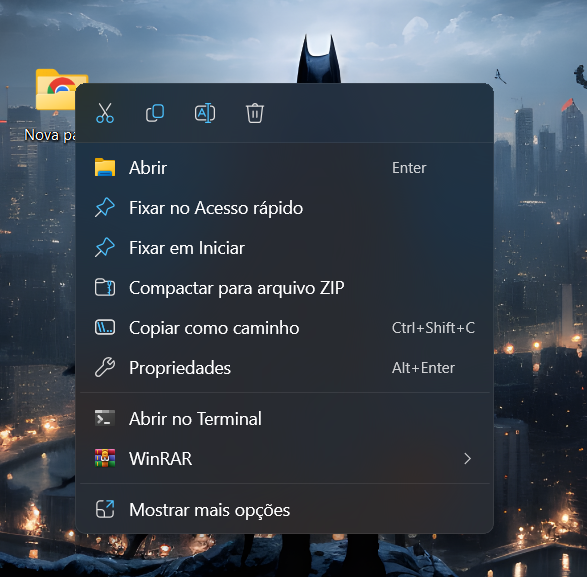 Nova
Abrir Enter
Fixar no Acesso rápido
Fixar em Iniciar
Compactar para arquivo ZIP
Copiar como caminho Ctrl+Shift+C
Propriedades Alt+Enter
Abrir no Terminal
WinRAR
Mostrar mais opções